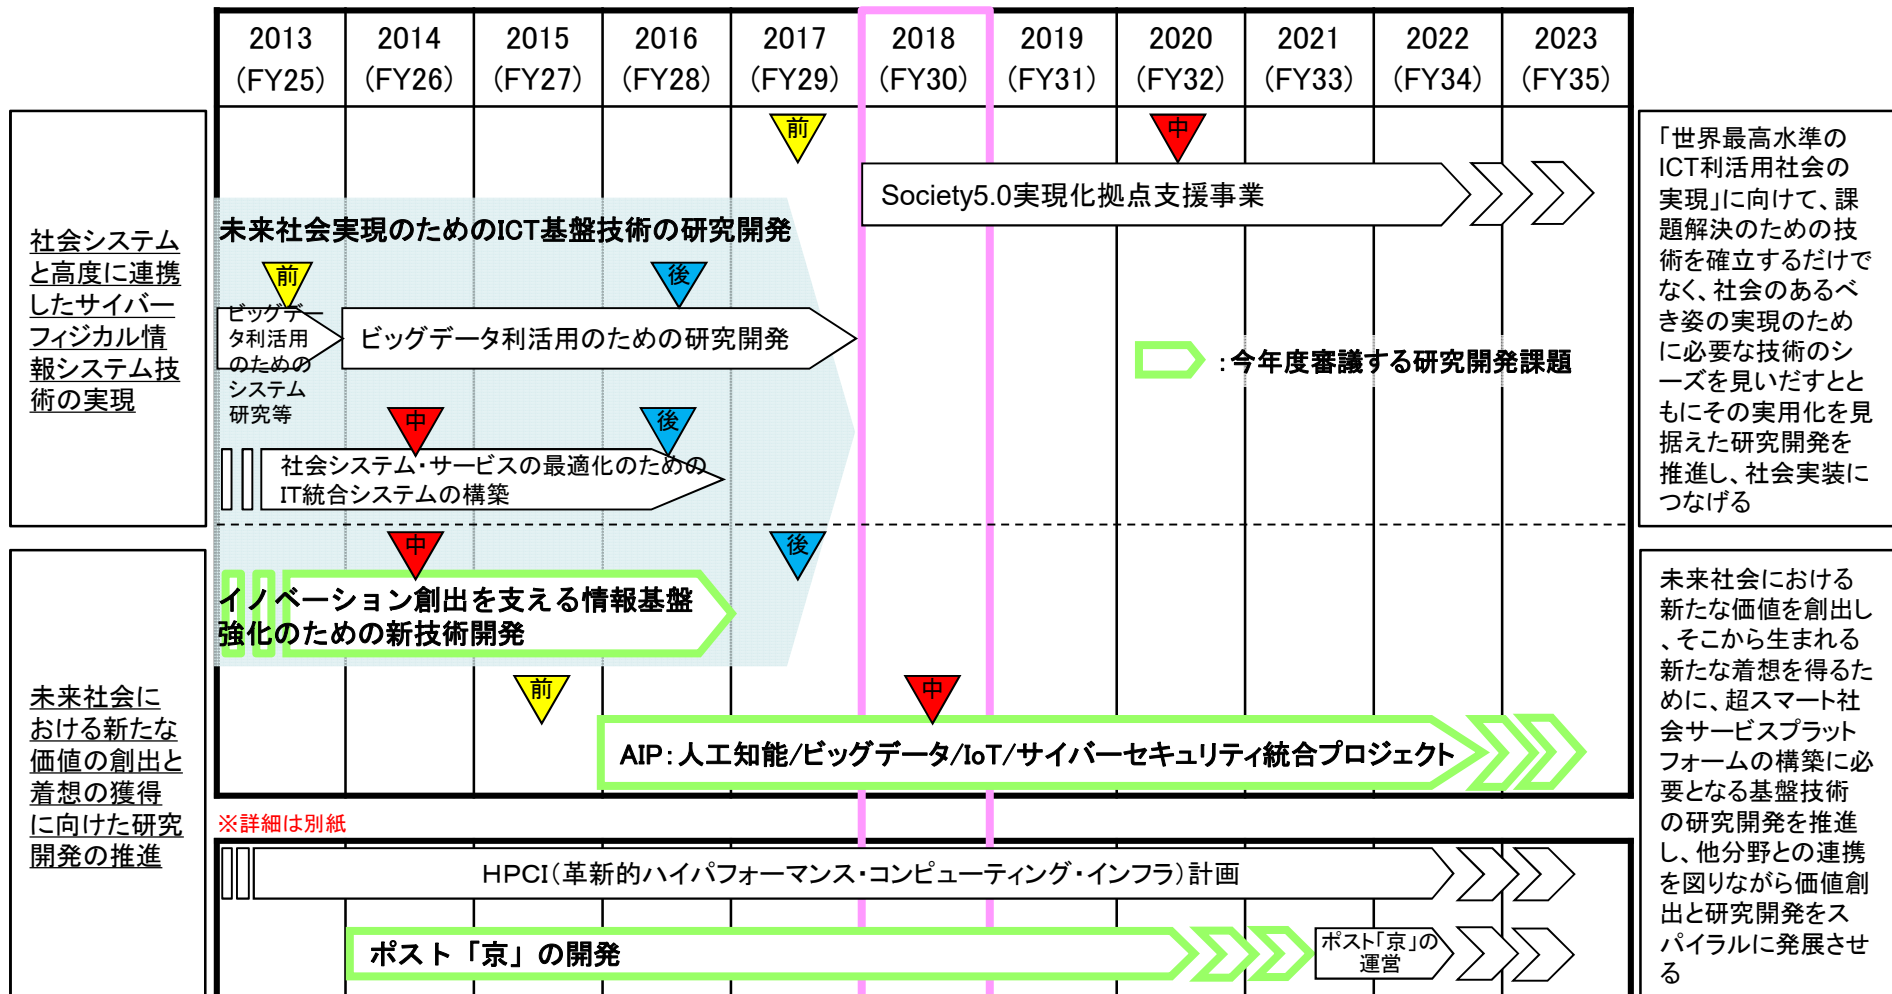 2013
(FY25)
2014
(FY26)
2015
(FY27)
2016
(FY28)
2017
(FY29)
2018
(FY30)
2019
(FY31)
2020
(FY32)
2021
(FY33)
2022
(FY34)
2023
(FY35)
社会システム
と高度に連携
したサイバー
フィジカル情
報システム技
術の実現
前
中
Society5.0実現化拠点支援事業
未来社会実現のためのICT基盤技術の研究開発
前
後
ビッグデー
タ利活用
のための
システム
研究等
ビッグデータ利活用のための研究開発
:今年度審議する研究開発課題
中
後
社会システム・サービスの最適化のための
IT統合システムの構築
「世界最高水準の
ICT利活用社会の
実現」に向けて、課
題解決のための技
術を確立するだけで
なく、社会のあるべ
き姿の実現のため
に必要な技術のシ
ーズを見いだすとと
もにその実用化を見
据えた研究開発を
推進し、社会実装に
つなげる
未来社会に
おける新たな
価値の創出と
着想の獲得
に向けた研究
開発の推進
中
後
イノベーション創出を支える情報基盤
強化のための新技術開発
前
中
AIP:人工知能/ビッグデータ/IoT/サイバーセキュリティ統合プロジェクト
※詳細は別紙
HPCI(革新的ハイパフォーマンス・コンピューティング・インフラ)計画
ポスト「京」の開発
ポスト「京」の
運営
未来社会における
新たな価値を創出し
、そこから生まれる
新たな着想を得るた
めに、超スマート社
会サービスプラット
フォームの構築に必
要となる基盤技術
の研究開発を推進
し、他分野との連携
を図りながら価値創
出と研究開発をス
パイラルに発展させ
る